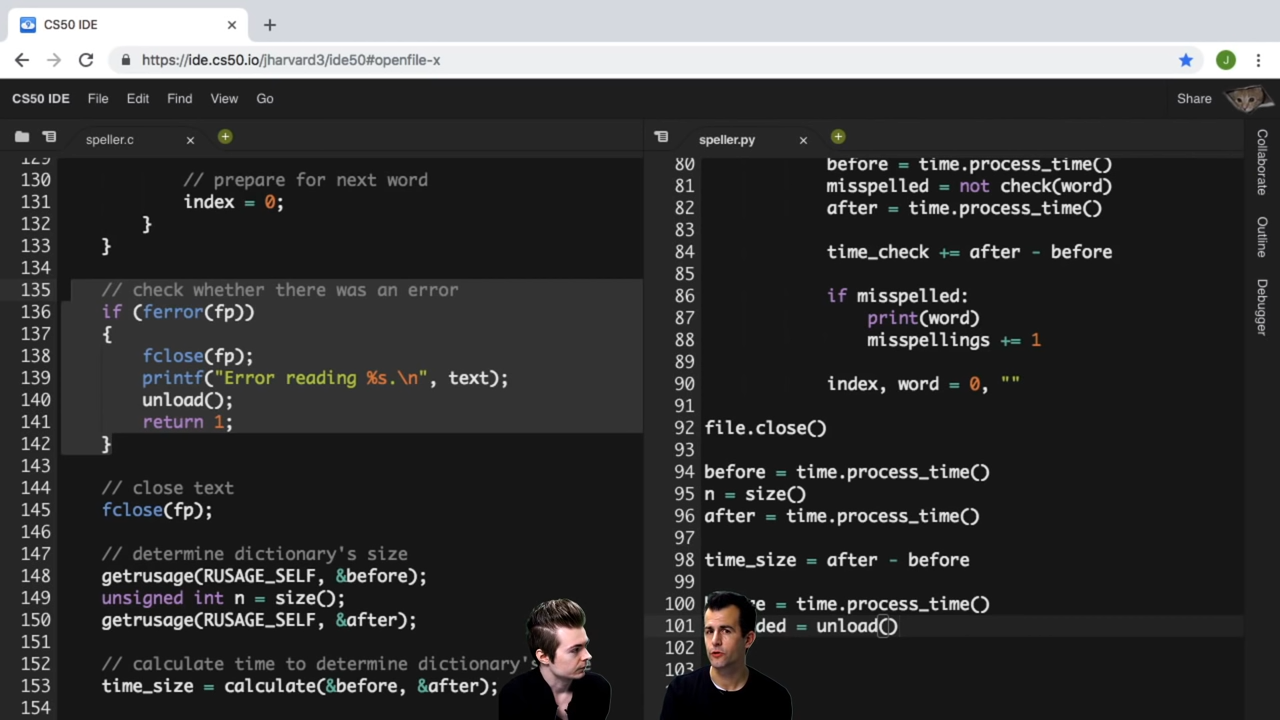 CS50 IDE
https://ide.cs50.io/jharvard3/ide50#openfile-x
J
CS50 IDE File Edit Find View Go Share
speller.c
129
130 // prepare for next word
131 index = 0;
132 }
133 }
134
135 // check whether there was an error
136 if (ferror(fp))
137 {
138 fclose(fp);
139 printf("Error reading %s.\n", text);
140 unload();
141 return 1;
142 }
143
144 // close text
145 fclose(fp);
146
147 // determine dictionary's size
148 getrusage(RUSAGE_SELF, &before);
149 unsigned int n = size();
150 getrusage(RUSAGE_SELF, &after);
151
152 // calculate time to determine dictionary's
153 time_size = calculate(&before, &after);
154
speller.py
80 before = time.process_time()
81 misspelled = not check(word)
82 after = time.process_time()
83
84 time_check += after - before
85
86 if misspelled:
87 print(word)
88 misspellings += 1
89
90 index, word = 0, ""
91
92 file.close()
93
94 before = time.process_time()
95 n = size()
96 after = time.process_time()
97
98 time_size = after - before
99
100 = time.process_time()
101 = unload()
102
103
Collaborate
Outline
Debugger